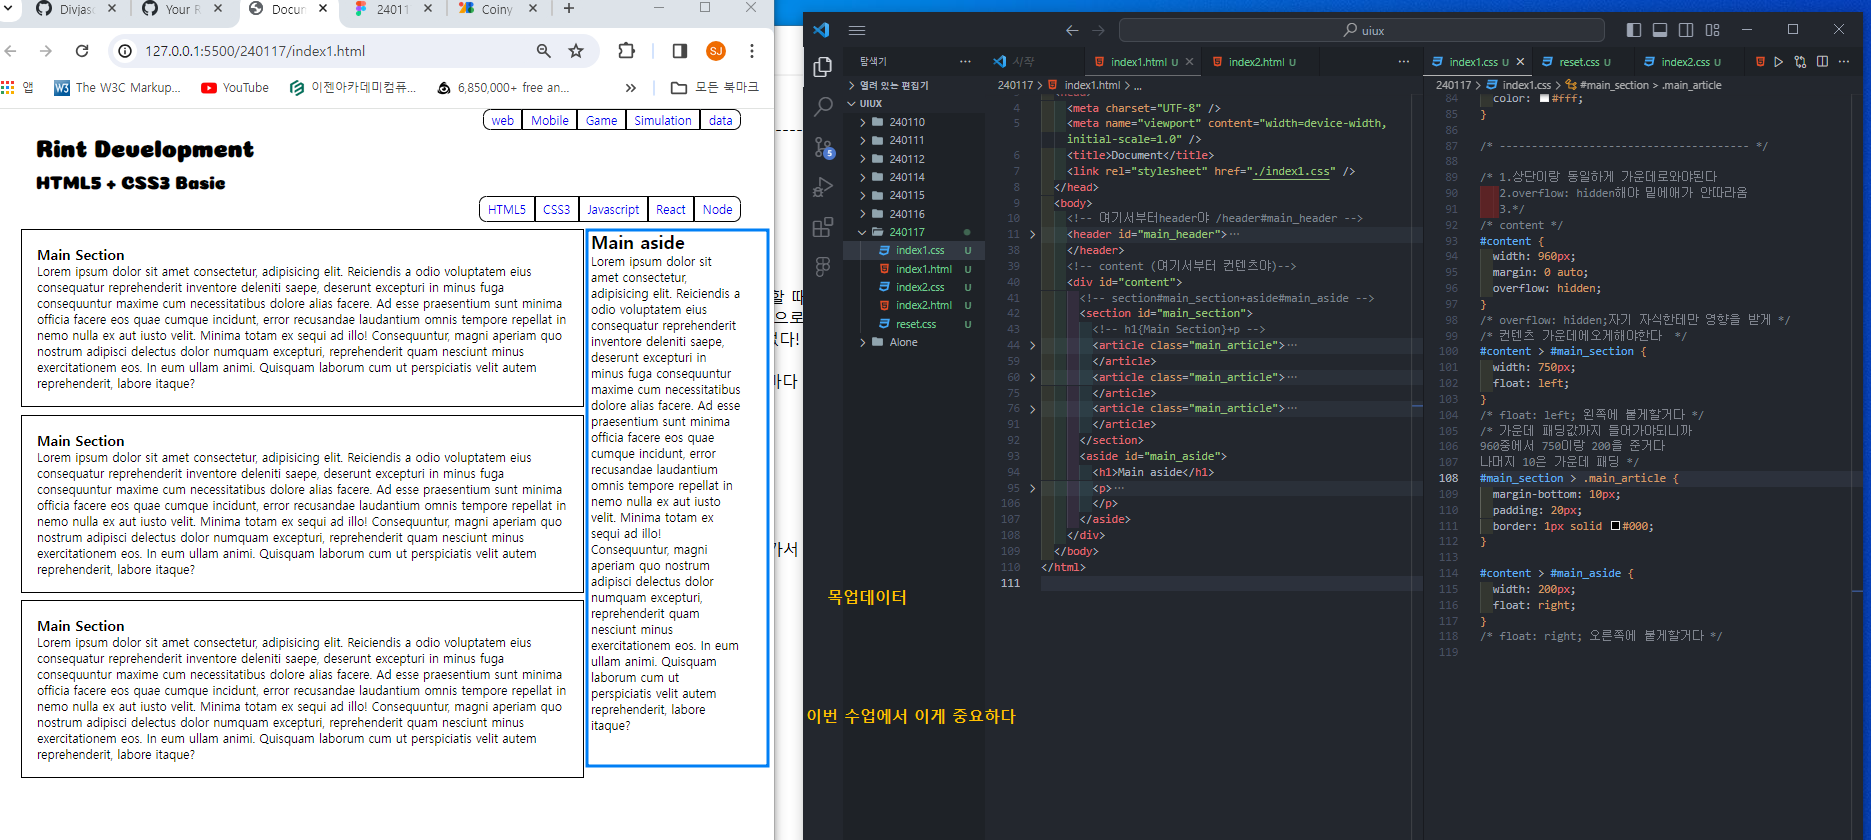 Divjasc
Your R
Docum
24011
Coiny
127.0.0.1:5500/240117/index1.html
SJ
앱
The W3C Markup...
YouTube
이젠아카데미컴퓨...
6,850,000+ free an...
모든 북마크
web
Mobile
Game
Simulation
data
Rint Development
HTML5 + CSS3 Basic
HTML5
CSS3
Javascript
React
Node
Main Section
Lorem ipsum dolor sit amet consectetur, adipisicing elit. Reiciendis a odio voluptatem eius
consequatur reprehenderit inventore deleniti saepe, deserunt excepturi in minus fuga
consequuntur maxime cum necessitatibus dolore alias facere. Ad esse praesentium sunt minima
officia facere eos quae cumque incidunt, error recusandae laudantium omnis tempore repellat in
nemo nulla ex aut iusto velit. Minima totam ex sequi ad illo! Consequuntur, magni aperiam quo
nostrum adipisci delectus dolor numquam excepturi, reprehenderit quam nesciunt minus
exercitationem eos. In eum ullam animi. Quisquam laborum cum ut perspiciatis velit autem
reprehenderit, labore itaque?
Main Section
Lorem ipsum dolor sit amet consectetur, adipisicing elit. Reiciendis a odio voluptatem eius
consequatur reprehenderit inventore deleniti saepe, deserunt excepturi in minus fuga
consequuntur maxime cum necessitatibus dolore alias facere. Ad esse praesentium sunt minima
officia facere eos quae cumque incidunt, error recusandae laudantium omnis tempore repellat in
nemo nulla ex aut iusto velit. Minima totam ex sequi ad illo! Consequuntur, magni aperiam quo
nostrum adipisci delectus dolor numquam excepturi, reprehenderit quam nesciunt minus
exercitationem eos. In eum ullam animi. Quisquam laborum cum ut perspiciatis velit autem
reprehenderit, labore itaque?
Main Section
Lorem ipsum dolor sit amet consectetur, adipisicing elit. Reiciendis a odio voluptatem eius
consequatur reprehenderit inventore deleniti saepe, deserunt excepturi in minus fuga
consequuntur maxime cum necessitatibus dolore alias facere. Ad esse praesentium sunt minima
officia facere eos quae cumque incidunt, error recusandae laudantium omnis tempore repellat in
nemo nulla ex aut iusto velit. Minima totam ex sequi ad illo! Consequuntur, magni aperiam quo
nostrum adipisci delectus dolor numquam excepturi, reprehenderit quam nesciunt minus
exercitationem eos. In eum ullam animi. Quisquam laborum cum ut perspiciatis velit autem
reprehenderit, labore itaque?
Main aside
Lorem ipsum dolor sit
amet consectetur,
adipisicing elit. Reiciendis a
odio voluptatem eius
consequatur reprehenderit
inventore deleniti saepe,
deserunt excepturi in
minus fuga consequuntur
maxime cum necessitatibus
dolore alias facere. Ad esse
praesentium sunt minima
officia facere eos quae
cumque incidunt, error
recusandae laudantium
omnis tempore repellat in
nemo nulla ex aut iusto
velit. Minima totam ex
sequi ad illo!
Consequuntur, magni
aperiam quo nostrum
adipisci delectus dolor
numquam excepturi,
reprehenderit quam
nesciunt minus
exercitationem eos. In eum
ullam animi. Quisquam
laborum cum ut
perspiciatis velit autem
reprehenderit, labore
itaque?
할 때
으로
다!
마다
가서
uiux
탐색기
열려 있는 편집기
UIUX
240110
240111
240112
240114
240115
240116
240117
index1.css U
index1.html U
index2.css U
index2.html U
reset.css U
Alone
5
목업데이터
이번 수업에서 이게 중요하다
시작
index1.html U
index2.html U
240117 > index1.html > ...
4 <meta charset="UTF-8" />
5 <meta name="viewport" content="width=device-width,
initial-scale=1.0" />
6 <title>Document</title>
7 <link rel="stylesheet" href="./index1.css" />
8 </head>
9 <body>
10 <!-- 여기서부터header야 /header#main_header -->
11 <header id="main_header">...
38 </header>
39 <!-- content (여기서부터 컨텐츠야)-->
40 <div id="content">
41 <!-- section#main_section+aside#main_aside -->
42 <section id="main_section">
43 <!-- h1{Main Section}+p -->
44 <article class="main_article">...
59 </article>
60 <article class="main_article">...
75 </article>
76 <article class="main_article">...
91 </article>
92 </section>
93 <aside id="main_aside">
94 <h1>Main aside</h1>
95 <p>...
106 </p>
107 </aside>
108 </div>
109 </body>
110 </html>
111
index1.css U
reset.css U
index2.css U
240117 > index1.css > #main_section > .main_article
84 color: #fff;
85 }
86
87 /* --------------------------------------- */
88
89 /* 1.상단이랑 동일하게 가운데로와야된다
90 2.overflow: hidden해야 밑에애가 안따라옴
91 3.*/
92 /* content */
93 #content {
94 width: 960px;
95 margin: 0 auto;
96 overflow: hidden;
97 }
98 /* overflow: hidden;자기 자식한테만 영향을 받게 */
99 /* 컨텐츠 가운데에오게해야한다 */
100 #content > #main_section {
101 width: 750px;
102 float: left;
103 }
104 /* float: left; 왼쪽에 붙게할거다 */
105 /* 가운데 패딩값까지 들어가야되니까
106 960중에서 750이랑 200을 준거다
107 나머지 10은 가운데 패딩 */
108 #main_section > .main_article {
109 margin-bottom: 10px;
110 padding: 20px;
111 border: 1px solid #000;
112 }
113
114 #content > #main_aside {
115 width: 200px;
116 float: right;
117 }
118 /* float: right; 오른쪽에 붙게할거다 */
119